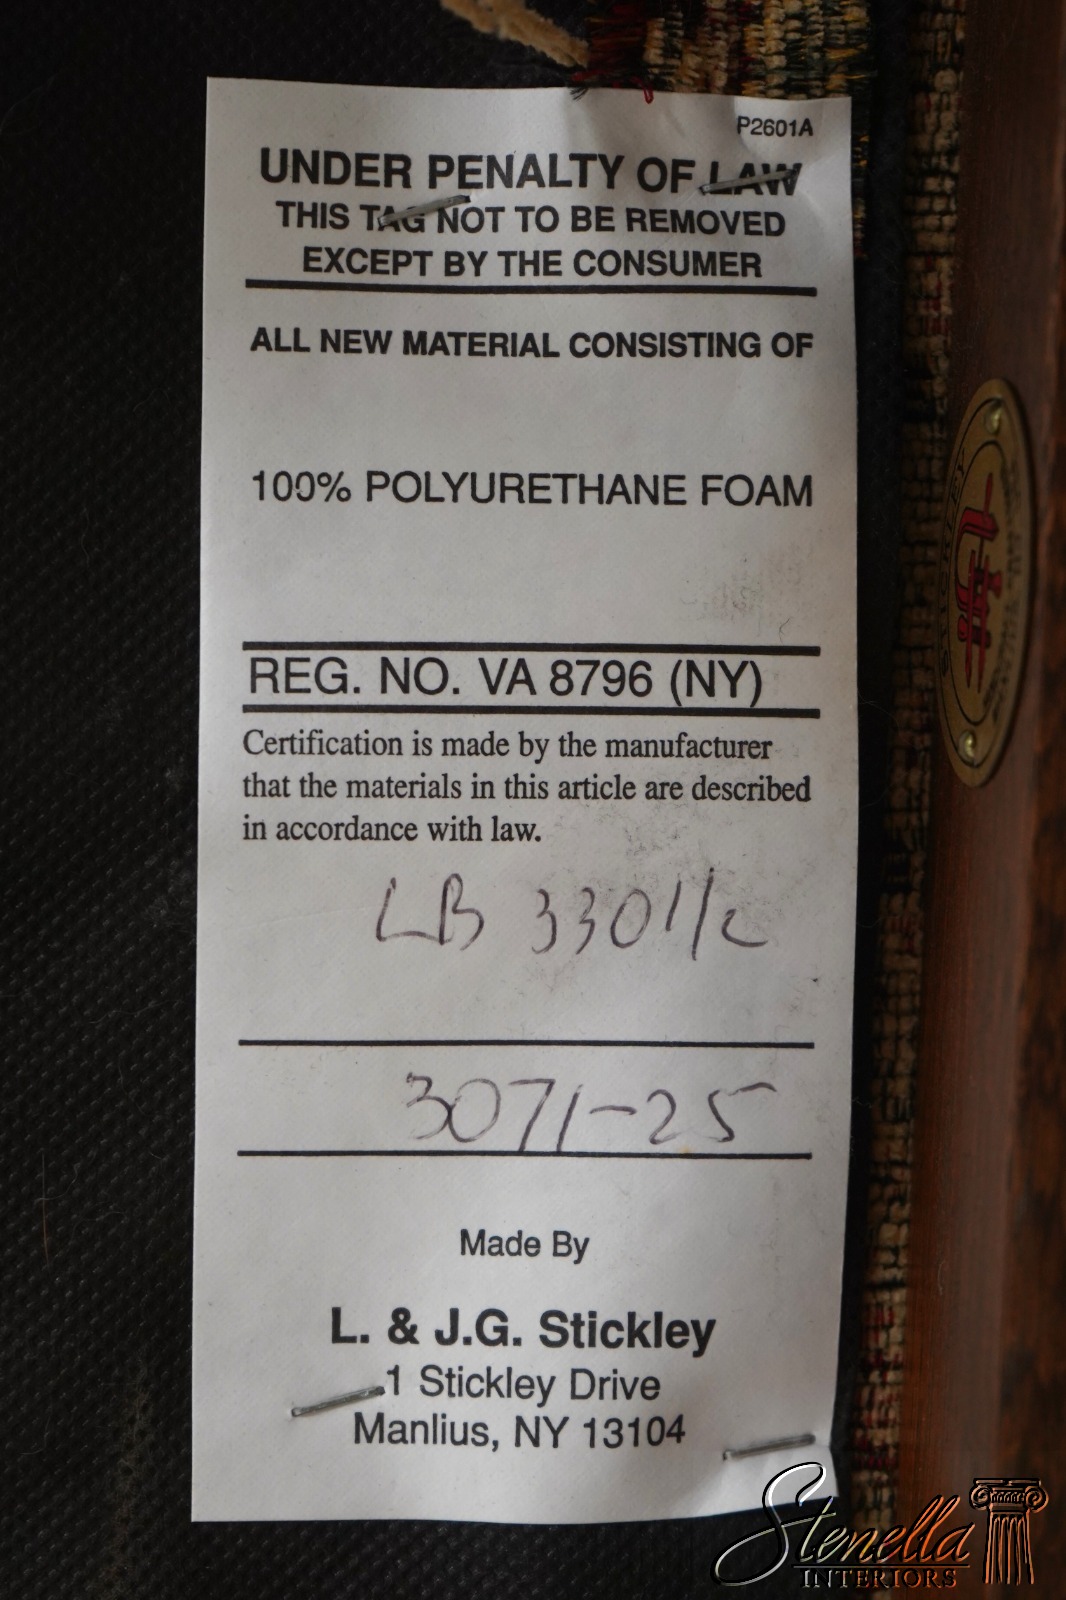 P2601A
UNDER PENALTY OF LAW
THIS TAG NOT TO BE REMOVED
EXCEPT BY THE CONSUMER
ALL NEW MATERIAL CONSISTING OF
100% POLYURETHANE FOAM
REG. NO. VA 8796 (NY)
Certification is made by the manufacturer
that the materials in this article are described
in accordance with law.
LB 3301/c
3071-25
Made By
L. & J.G. Stickley
1 Stickley Drive
Manlius, NY 13104
STICKLEY
Stenella
INTERIORS